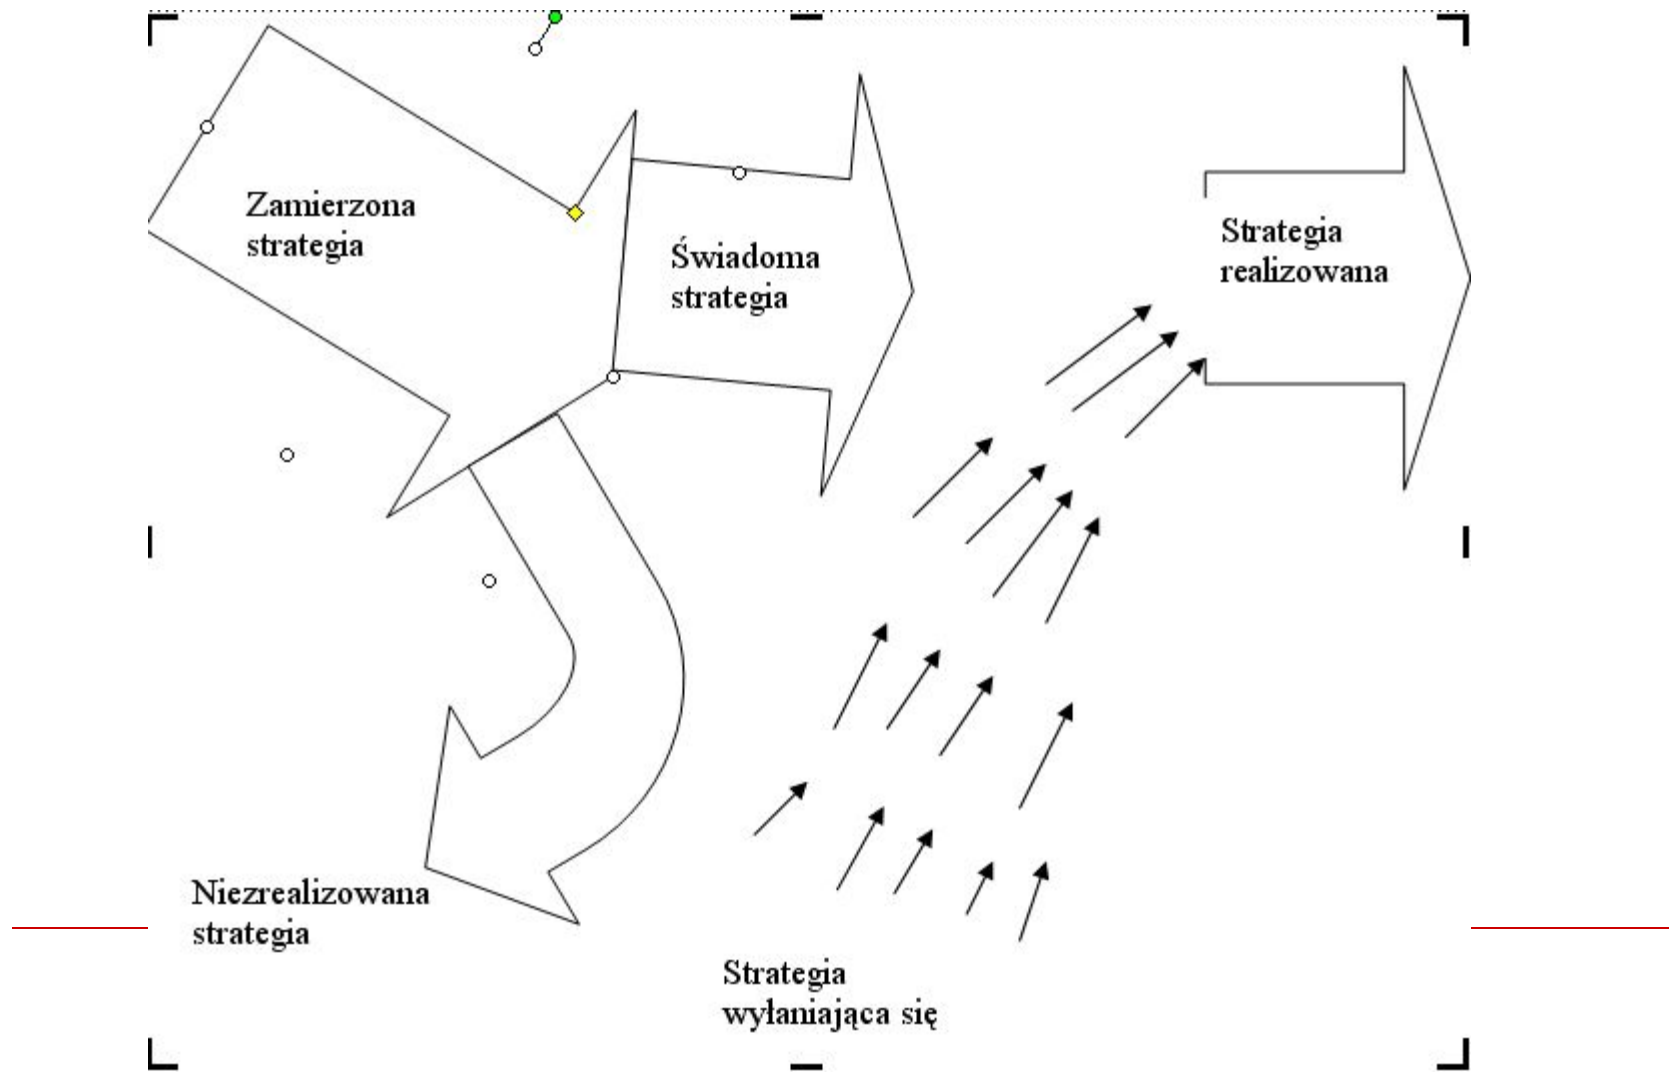 Zamierzona
strategia
Świadoma
strategia
Strategia
realizowana
Niezrealizowana
strategia
Strategia
wyłaniająca się